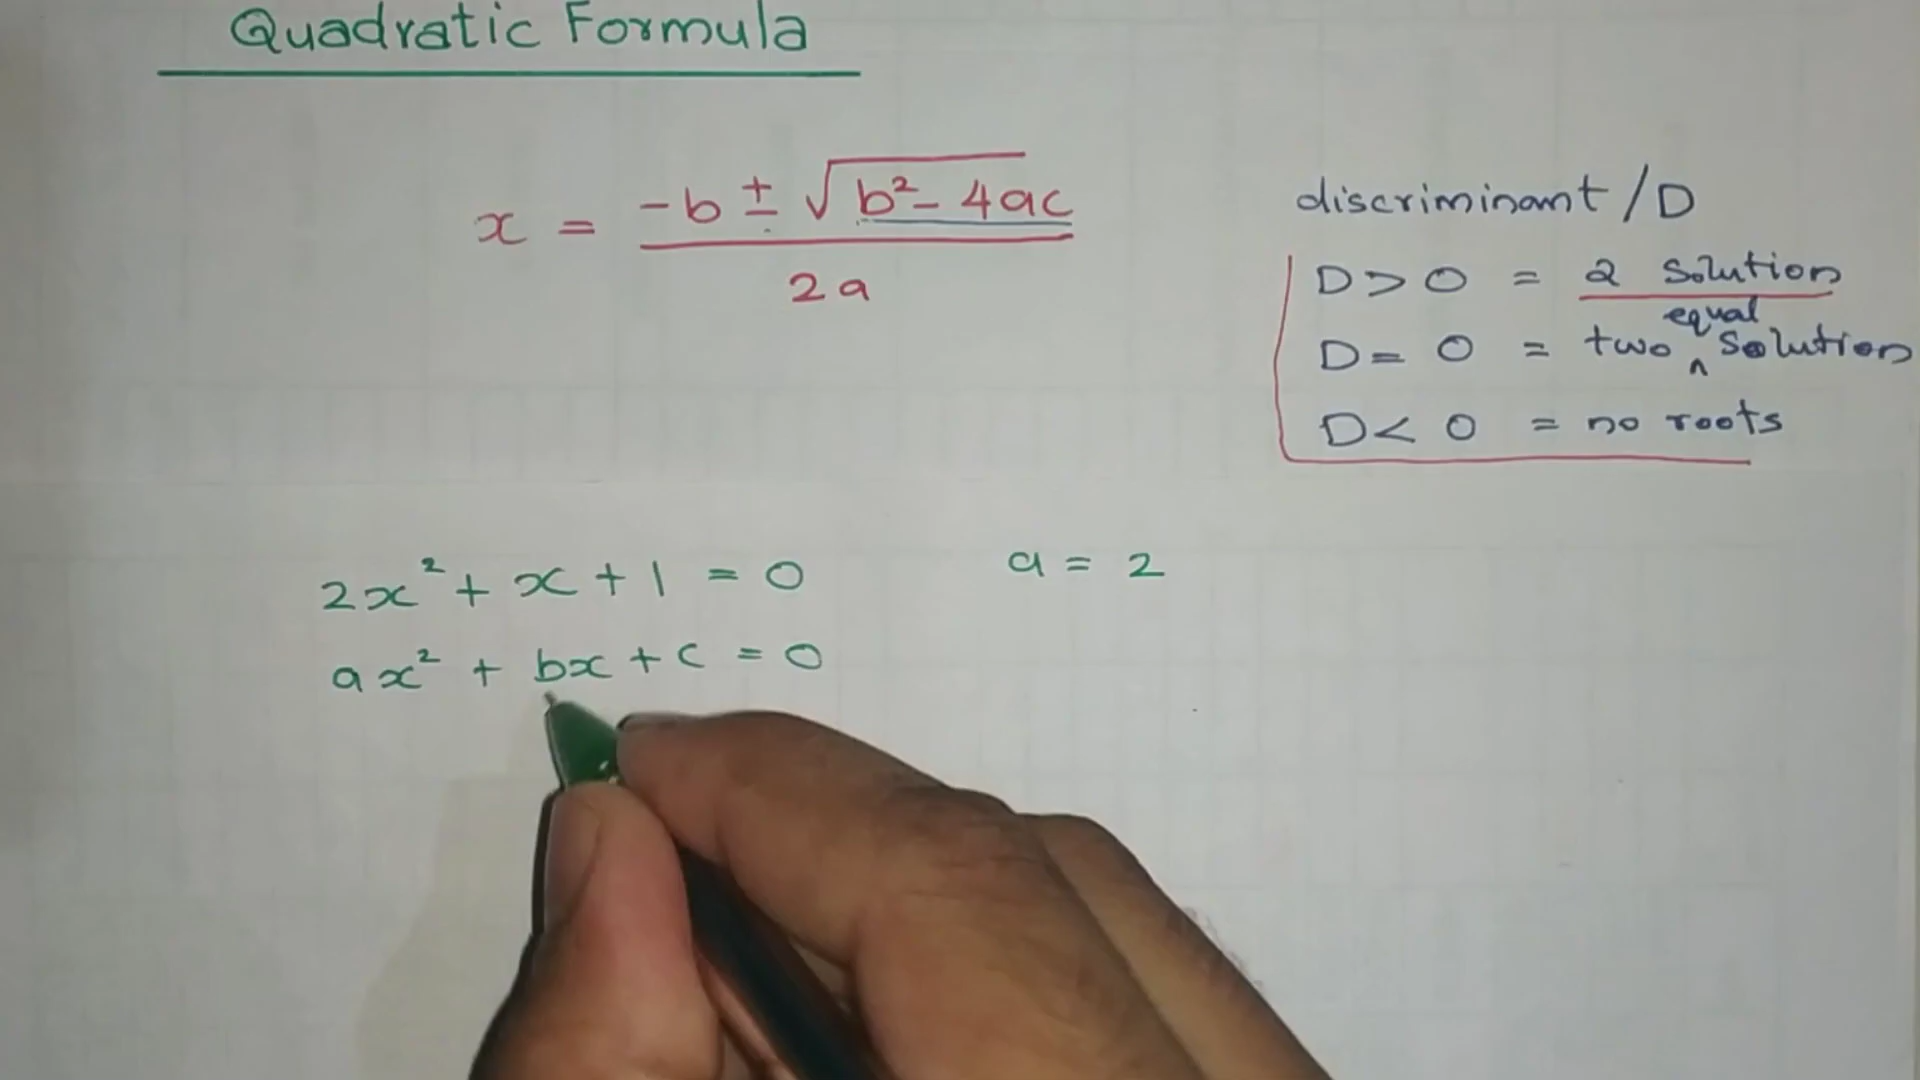 Quadratic Formula
x = -b ± √b² - 4ac
2a
discriminant / D
D > 0 = 2 Solution
equal
D = 0 = two ^ Solution
D < 0 = no roots
2x² + x + 1 = 0
a = 2
ax² + bx + c = 0